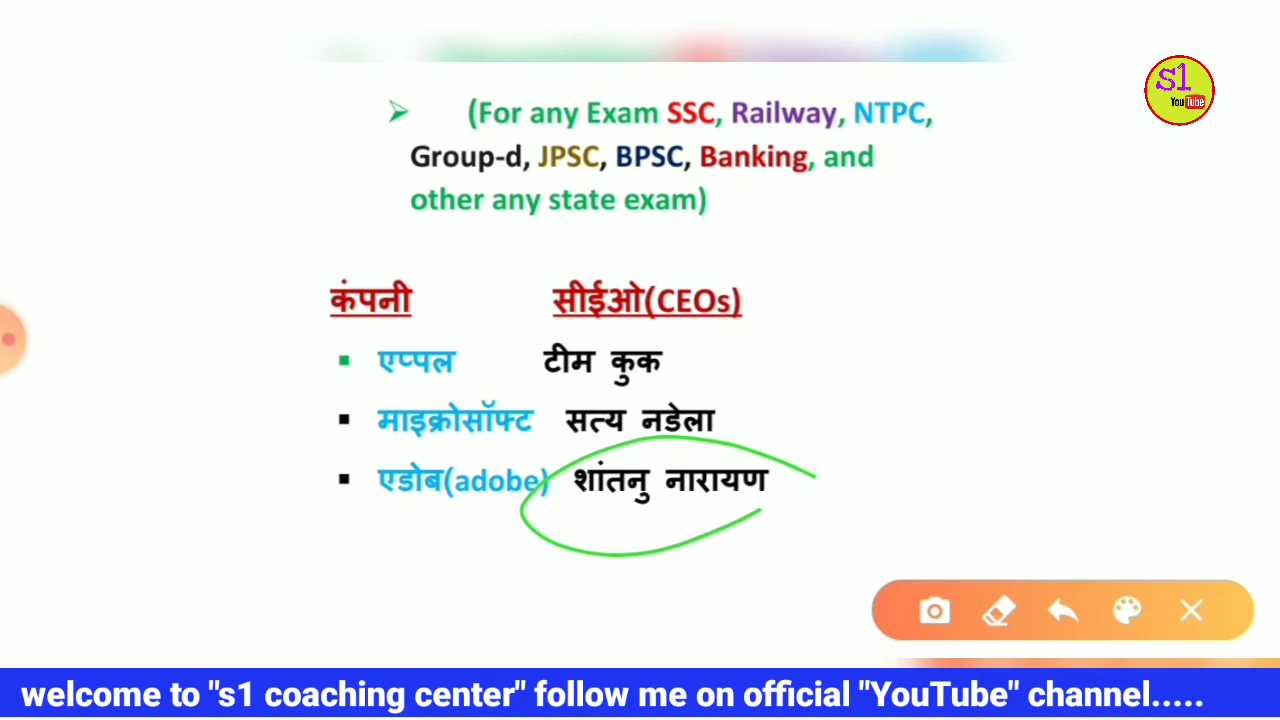 s1
YouTube
(For any Exam SSC, Railway, NTPC,
Group-d, JPSC, BPSC, Banking, and
other any state exam)
कंपनी सीईओ(CEOs)
एप्पल टीम कुक
माइक्रोसॉफ्ट सत्य नडेला
एडोब(adobe) शांतनु नारायण
welcome to "s1 coaching center" follow me on official "YouTube" channel.....